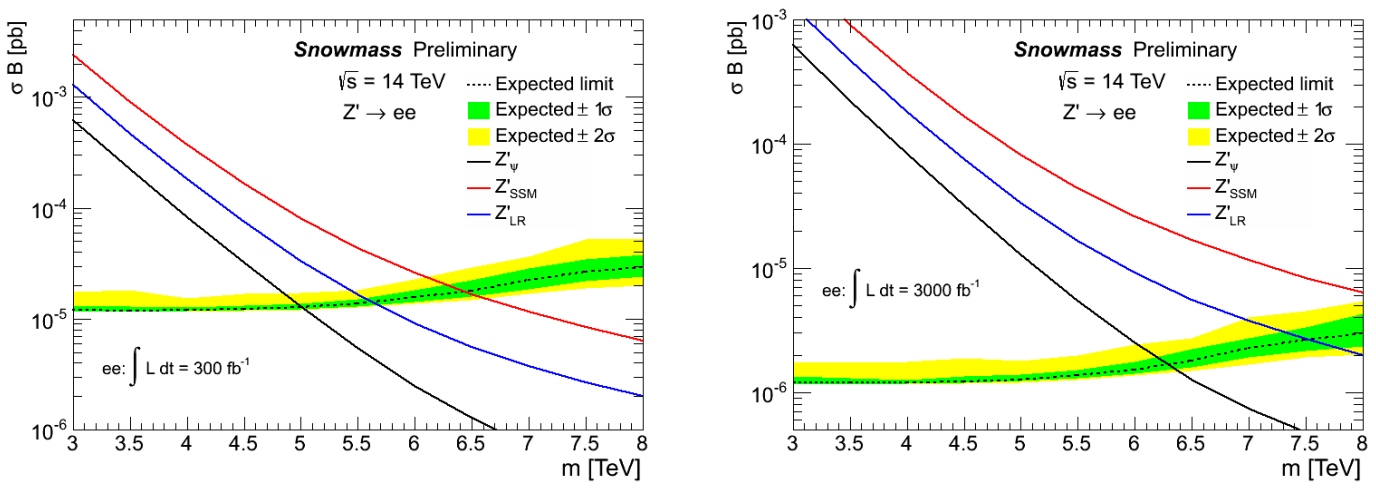 Snowmass Preliminary
√s = 14 TeV
Z' → ee
Expected limit
Expected ± 1σ
Expected ± 2σ
Z'ψ
Z'SSM
Z'LR
ee: ∫ L dt = 300 fb⁻¹
σ B [pb]
10⁻³
10⁻⁴
10⁻⁵
10⁻⁶
3 3.5 4 4.5 5 5.5 6 6.5 7 7.5 8
m [TeV]
Snowmass Preliminary
√s = 14 TeV
Z' → ee
Expected limit
Expected ± 1σ
Expected ± 2σ
Z'ψ
Z'SSM
Z'LR
ee: ∫ L dt = 3000 fb⁻¹
σ B [pb]
10⁻³
10⁻⁴
10⁻⁵
10⁻⁶
3 3.5 4 4.5 5 5.5 6 6.5 7 7.5 8
m [TeV]